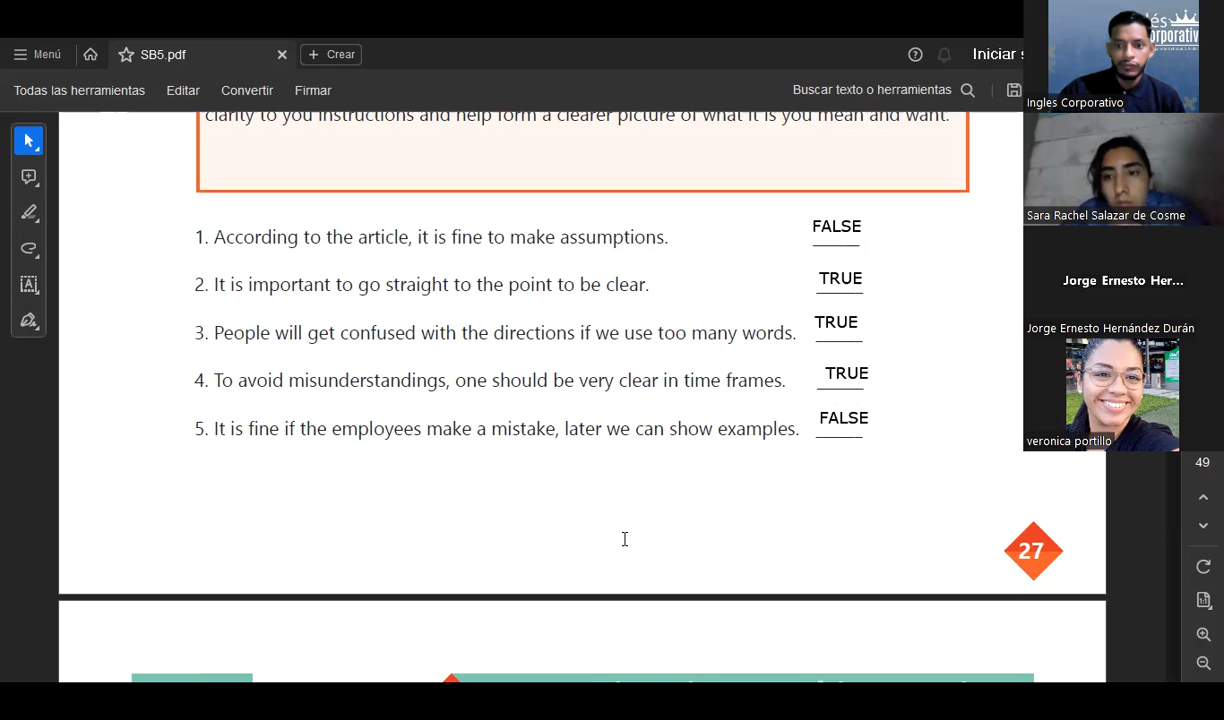 Menú
SB5.pdf
Crear
Iniciar s
Todas las herramientas
Editar
Convertir
Firmar
Buscar texto o herramientas
clarity to you instructions and help form a clearer picture of what it is you mean and want.
1. According to the article, it is fine to make assumptions. FALSE
2. It is important to go straight to the point to be clear. TRUE
3. People will get confused with the directions if we use too many words. TRUE
4. To avoid misunderstandings, one should be very clear in time frames. TRUE
5. It is fine if the employees make a mistake, later we can show examples. FALSE
27
49
Ingles Corporativo
Sara Rachel Salazar de Cosme
Jorge Ernesto Her...
Jorge Ernesto Hernández Durán
veronica portillo